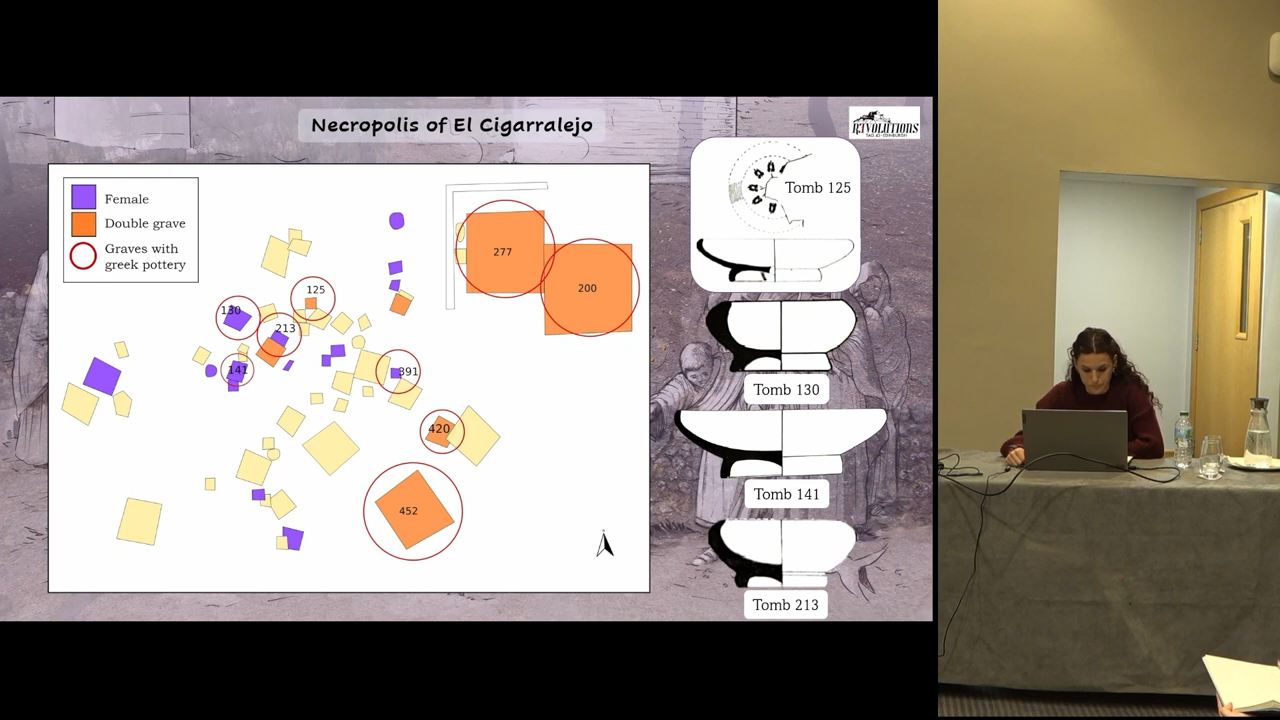 Necropolis of El Cigarralejo
REVOLUTIONS
Female
Double grave
Graves with
greek pottery
277
200
125
130
213
141
391
420
452
Tomb 125
Tomb 130
Tomb 141
Tomb 213